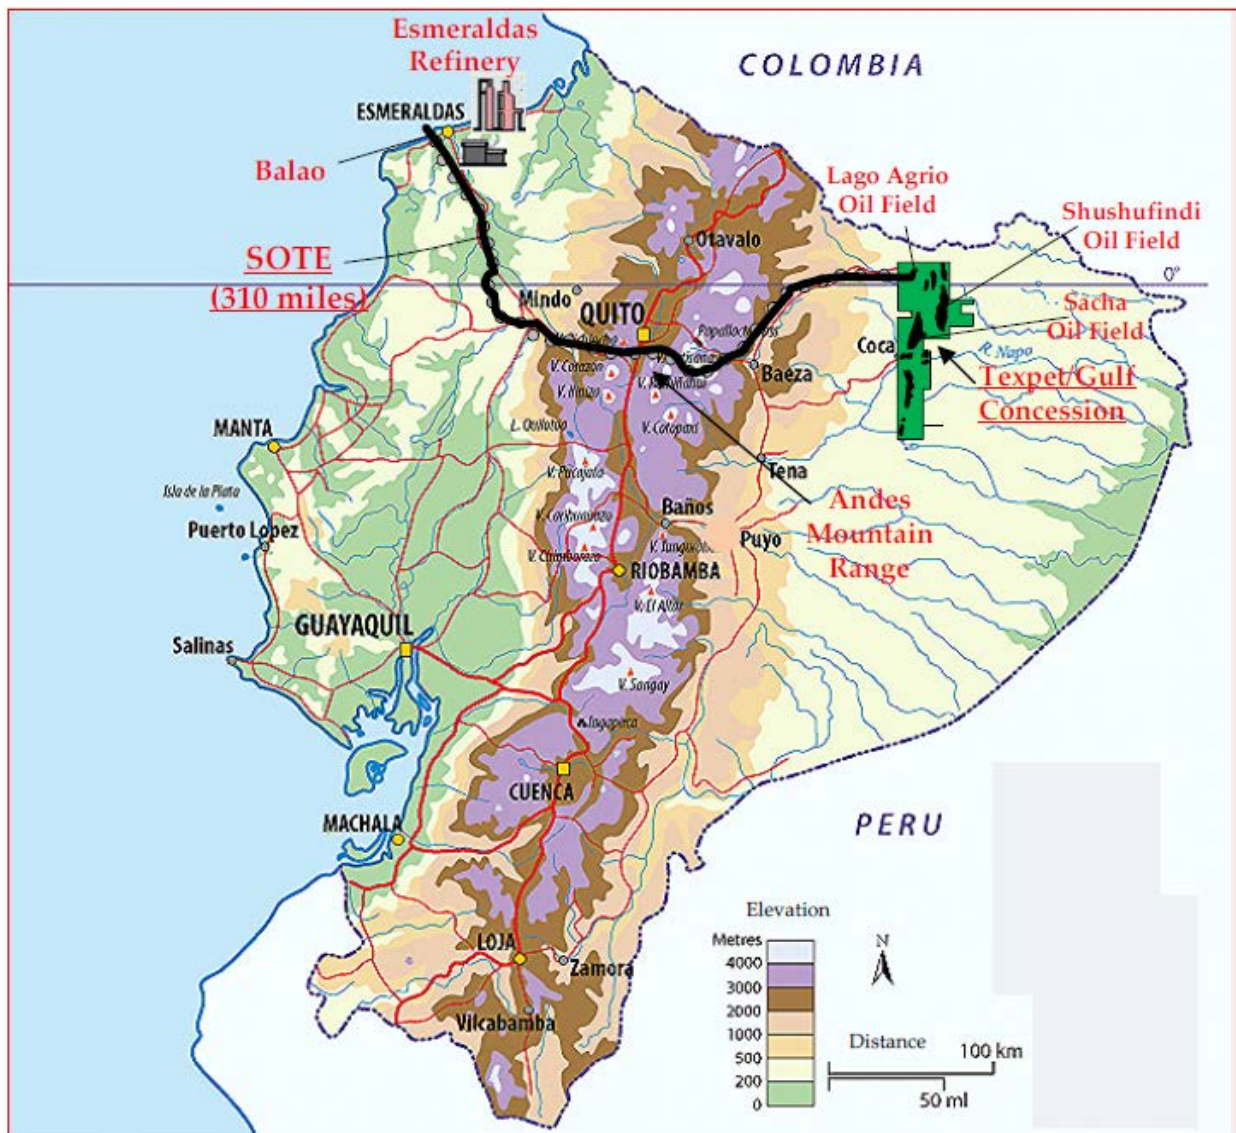 Esmeraldas
Refinery
COLOMBIA
ESMERALDAS
Balao
Lago Agrio
Oil Field
Shushufindi
Oil Field
Otavalo
SOTE
(310 miles)
0°
Mindo
QUITO
Sacha
Oil Field
Coca
R. Napo
V. Corazón
Baeza
Texpet/Gulf
Concession
V. Cotopaxi
L. Quilotoa
MANTA
Tena
Isla de la Plata
Andes
Mountain
Range
Baños
Puerto Lopez
Puyo
V. Chimborazo
RIOBAMBA
V. El Altar
GUAYAQUIL
Salinas
V. Sangay
Ingapirca
CUENCA
MACHALA
PERU
Elevation
Metres
4000
3000
2000
1000
500
200
0
N
Distance
100 km
50 ml
LOJA
Zamora
Vilcabamba